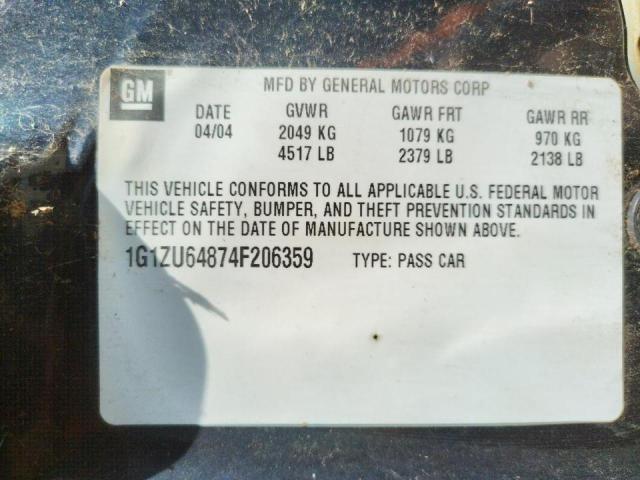 GM
MFD BY GENERAL MOTORS CORP
DATE GVWR GAWR FRT GAWR RR
04/04 2049 KG 1079 KG 970 KG
4517 LB 2379 LB 2138 LB
THIS VEHICLE CONFORMS TO ALL APPLICABLE U.S. FEDERAL MOTOR
VEHICLE SAFETY, BUMPER, AND THEFT PREVENTION STANDARDS IN
EFFECT ON THE DATE OF MANUFACTURE SHOWN ABOVE.
1G1ZU64874F206359 TYPE: PASS CAR